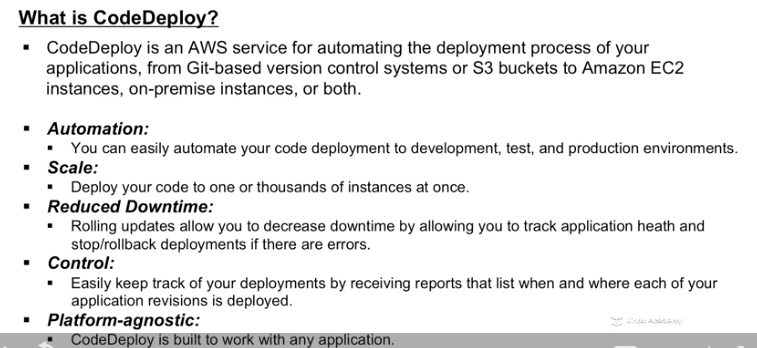 What is CodeDeploy?
▪ CodeDeploy is an AWS service for automating the deployment process of your
applications, from Git-based version control systems or S3 buckets to Amazon EC2
instances, on-premise instances, or both.
▪ Automation:
▪ You can easily automate your code deployment to development, test, and production environments.
▪ Scale:
▪ Deploy your code to one or thousands of instances at once.
▪ Reduced Downtime:
▪ Rolling updates allow you to decrease downtime by allowing you to track application heath and
stop/rollback deployments if there are errors.
▪ Control:
▪ Easily keep track of your deployments by receiving reports that list when and where each of your
application revisions is deployed.
▪ Platform-agnostic:
Linux Academy
▪ CodeDeploy is built to work with any application.